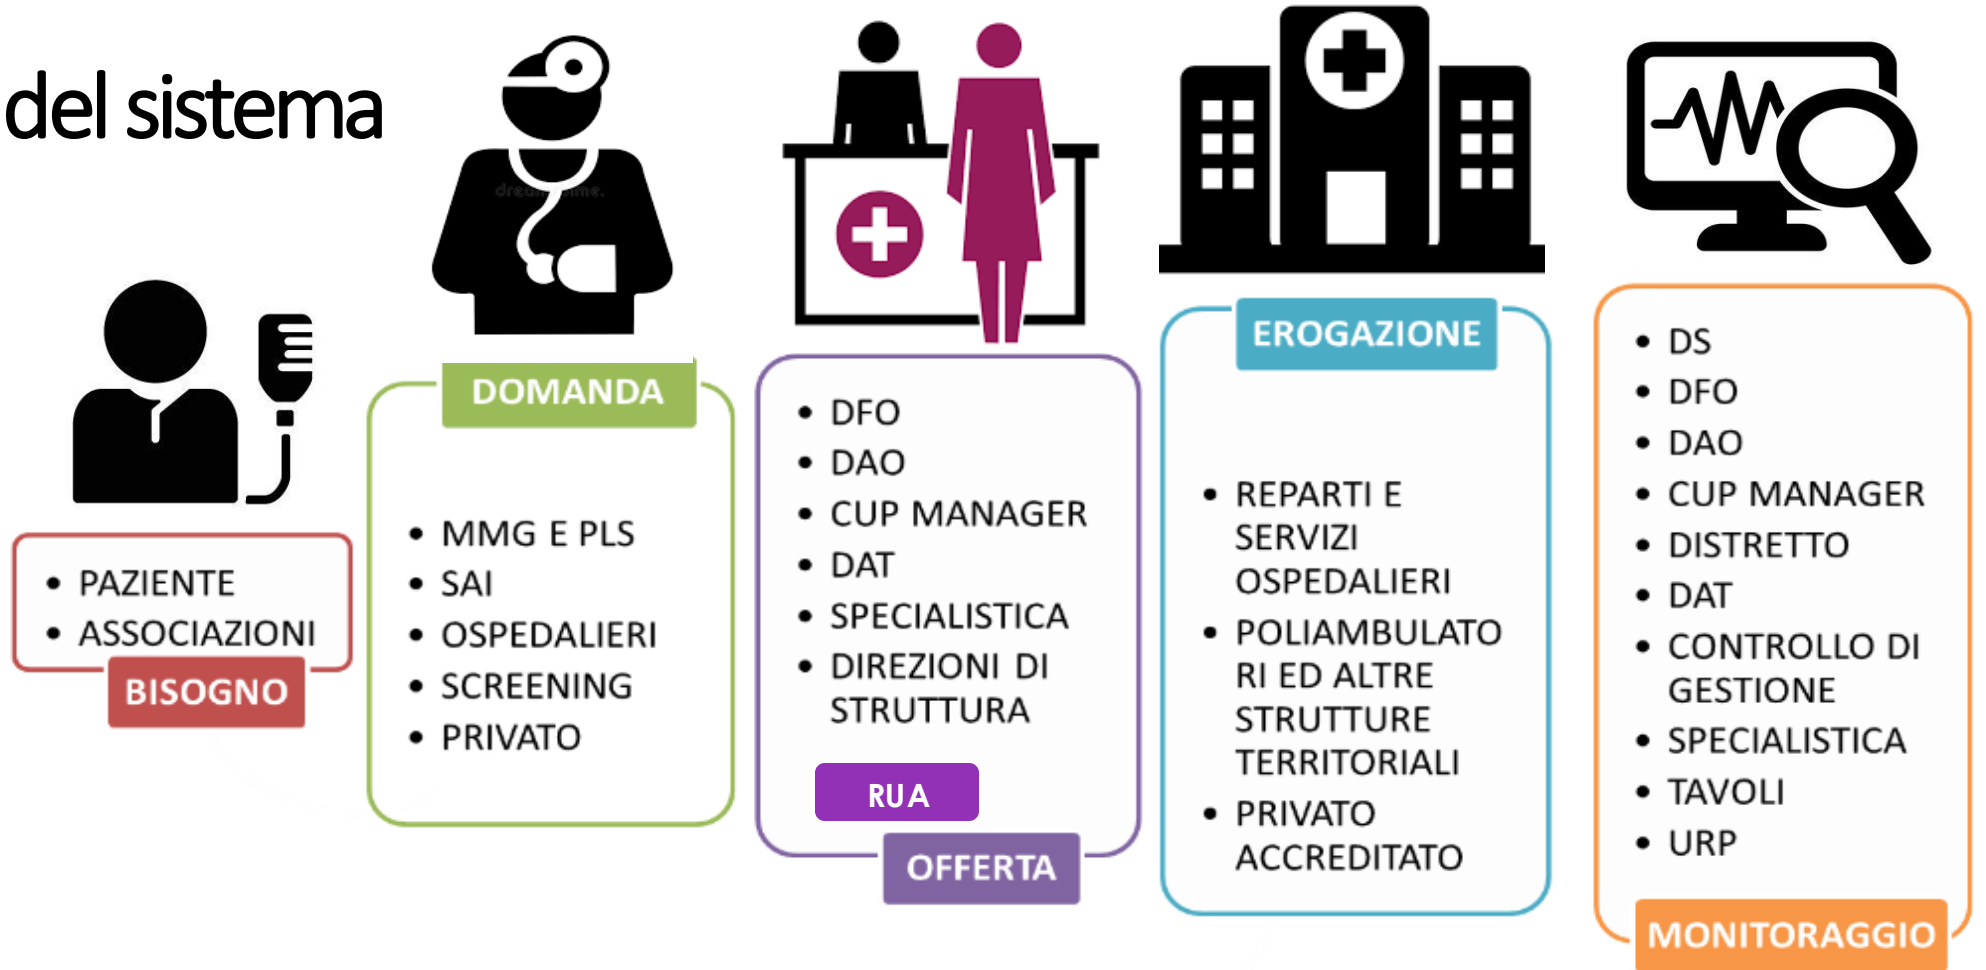 del sistema
• PAZIENTE
• ASSOCIAZIONI
BISOGNO
DOMANDA
• MMG E PLS
• SAI
• OSPEDALIERI
• SCREENING
• PRIVATO
• DFO
• DAO
• CUP MANAGER
• DAT
• SPECIALISTICA
• DIREZIONI DI
STRUTTURA
RUA
OFFERTA
EROGAZIONE
• REPARTI E
SERVIZI
OSPEDALIERI
• POLIAMBULATO
RI ED ALTRE
STRUTTURE
TERRITORIALI
• PRIVATO
ACCREDITATO
• DS
• DFO
• DAO
• CUP MANAGER
• DISTRETTO
• DAT
• CONTROLLO DI
GESTIONE
• SPECIALISTICA
• TAVOLI
• URP
MONITORAGGIO